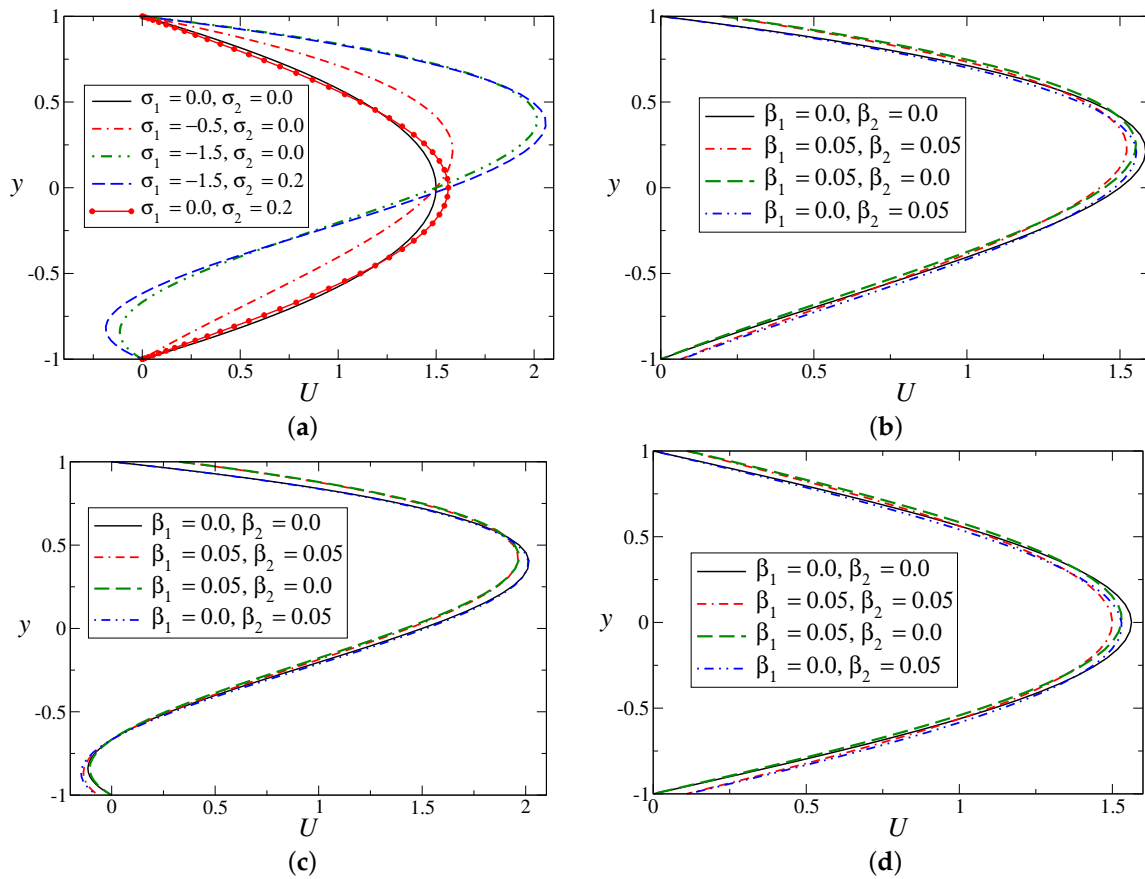 1
0.5
y
0
-0.5
-1
σ1 = 0.0, σ2 = 0.0
σ1 = −0.5, σ2 = 0.0
σ1 = −1.5, σ2 = 0.0
σ1 = −1.5, σ2 = 0.2
σ1 = 0.0, σ2 = 0.2
0 0.5 1 1.5 2
U
(a)
1
0.5
y
0
-0.5
-1
β1 = 0.0, β2 = 0.0
β1 = 0.05, β2 = 0.05
β1 = 0.05, β2 = 0.0
β1 = 0.0, β2 = 0.05
0 0.5 1 1.5
U
(b)
1
0.5
y
0
-0.5
-1
β1 = 0.0, β2 = 0.0
β1 = 0.05, β2 = 0.05
β1 = 0.05, β2 = 0.0
β1 = 0.0, β2 = 0.05
0 0.5 1 1.5 2
U
(c)
1
0.5
y
0
-0.5
-1
β1 = 0.0, β2 = 0.0
β1 = 0.05, β2 = 0.05
β1 = 0.05, β2 = 0.0
β1 = 0.0, β2 = 0.05
0 0.5 1 1.5
U
(d)